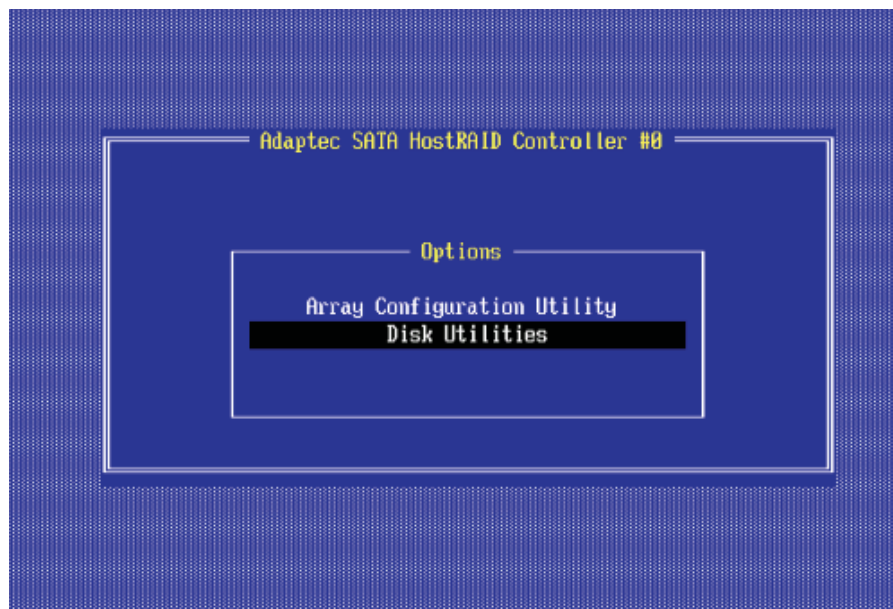 Adaptec SATA HostRAID Controller #0
Options
Array Configuration Utility
Disk Utilities